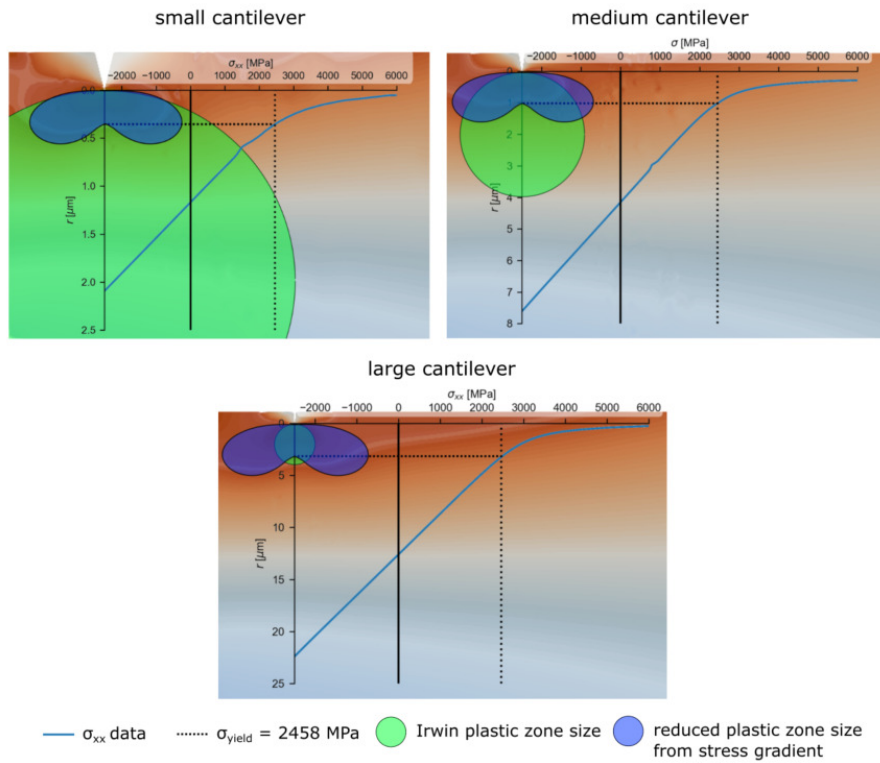 small cantilever
σxx [MPa]
−2000 −1000 0 2000 3000 4000 5000 6000
0.0
0.5
1.0
1.5
2.0
2.5
r [μm]
medium cantilever
σ [MPa]
−2000 −1000 0 1000 2000 3000 4000 5000 6000
0
1
2
3
4
5
6
7
8
r [μm]
large cantilever
σxx [MPa]
−2000 −1000 0 1000 2000 3000 4000 5000 6000
0
5
10
15
20
25
r [μm]
σxx data
σyield = 2458 MPa
Irwin plastic zone size
reduced plastic zone size
from stress gradient